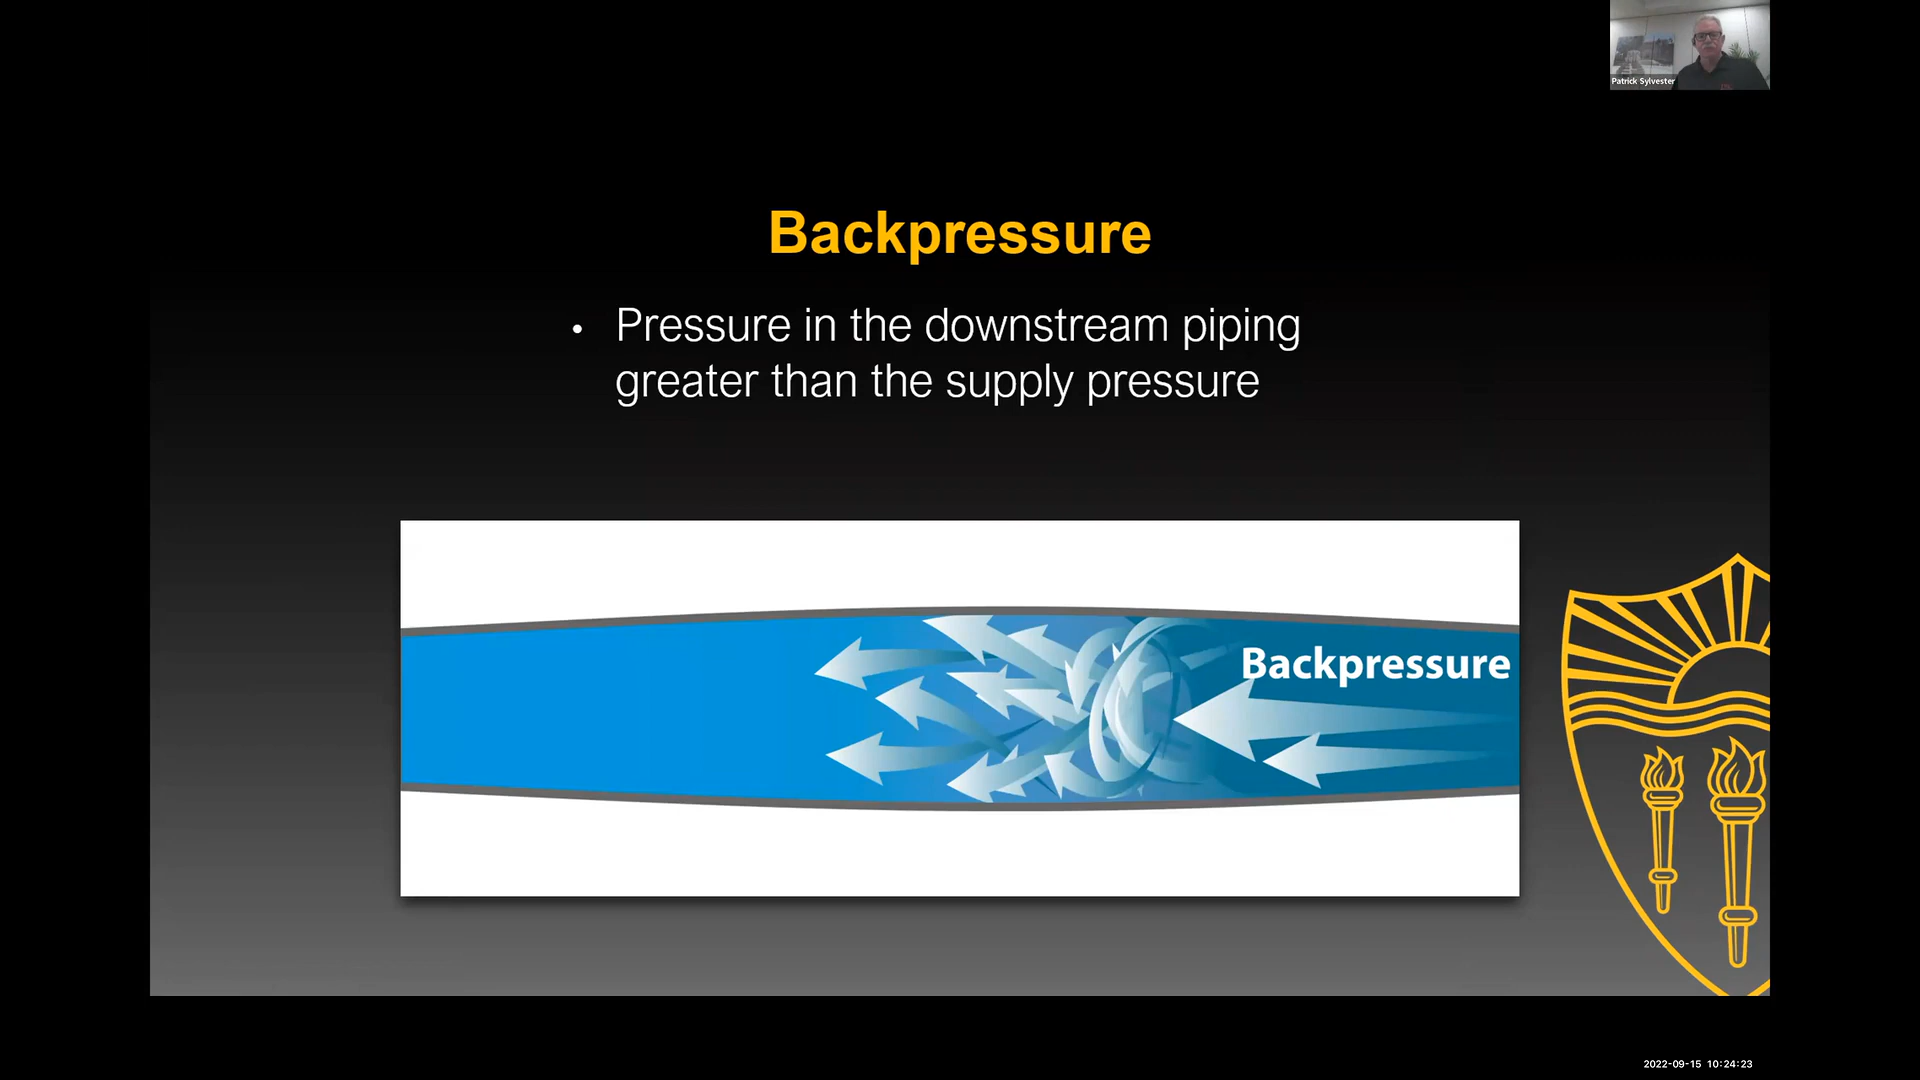 Patrick Sylvester
Backpressure
• Pressure in the downstream piping
greater than the supply pressure
Backpressure
2022-09-15 10:24:23